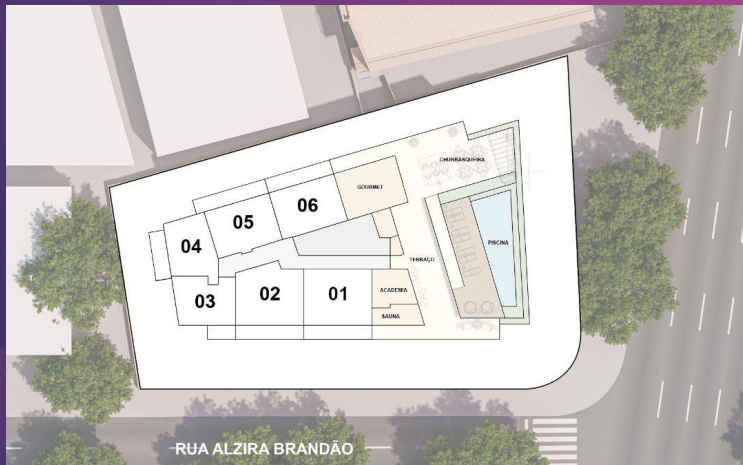 CHURRASQUEIRA
GOURMET
06
05
04
PISCINA
TERRAÇO
03
02
01
ACADEMIA
SAUNA
RUA ALZIRA BRANDÃO